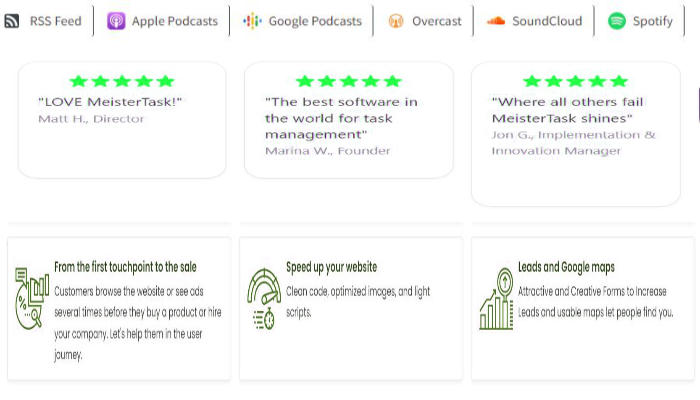 RSS Feed Apple Podcasts Google Podcasts Overcast SoundCloud Spotify
"LOVE MeisterTask!"
Matt H., Director
"The best software in
the world for task
management"
Marina W., Founder
"Where all others fail
MeisterTask shines"
Jon G., Implementation &
Innovation Manager
From the first touchpoint to the sale
Customers browse the website or see ads
several times before they buy a product or hire
your company. Let's help them in the user
journey.
Speed up your website
Clean code, optimized images, and light
scripts.
Leads and Google maps
Attractive and Creative Forms to Increase
Leads and usable maps let people find you.